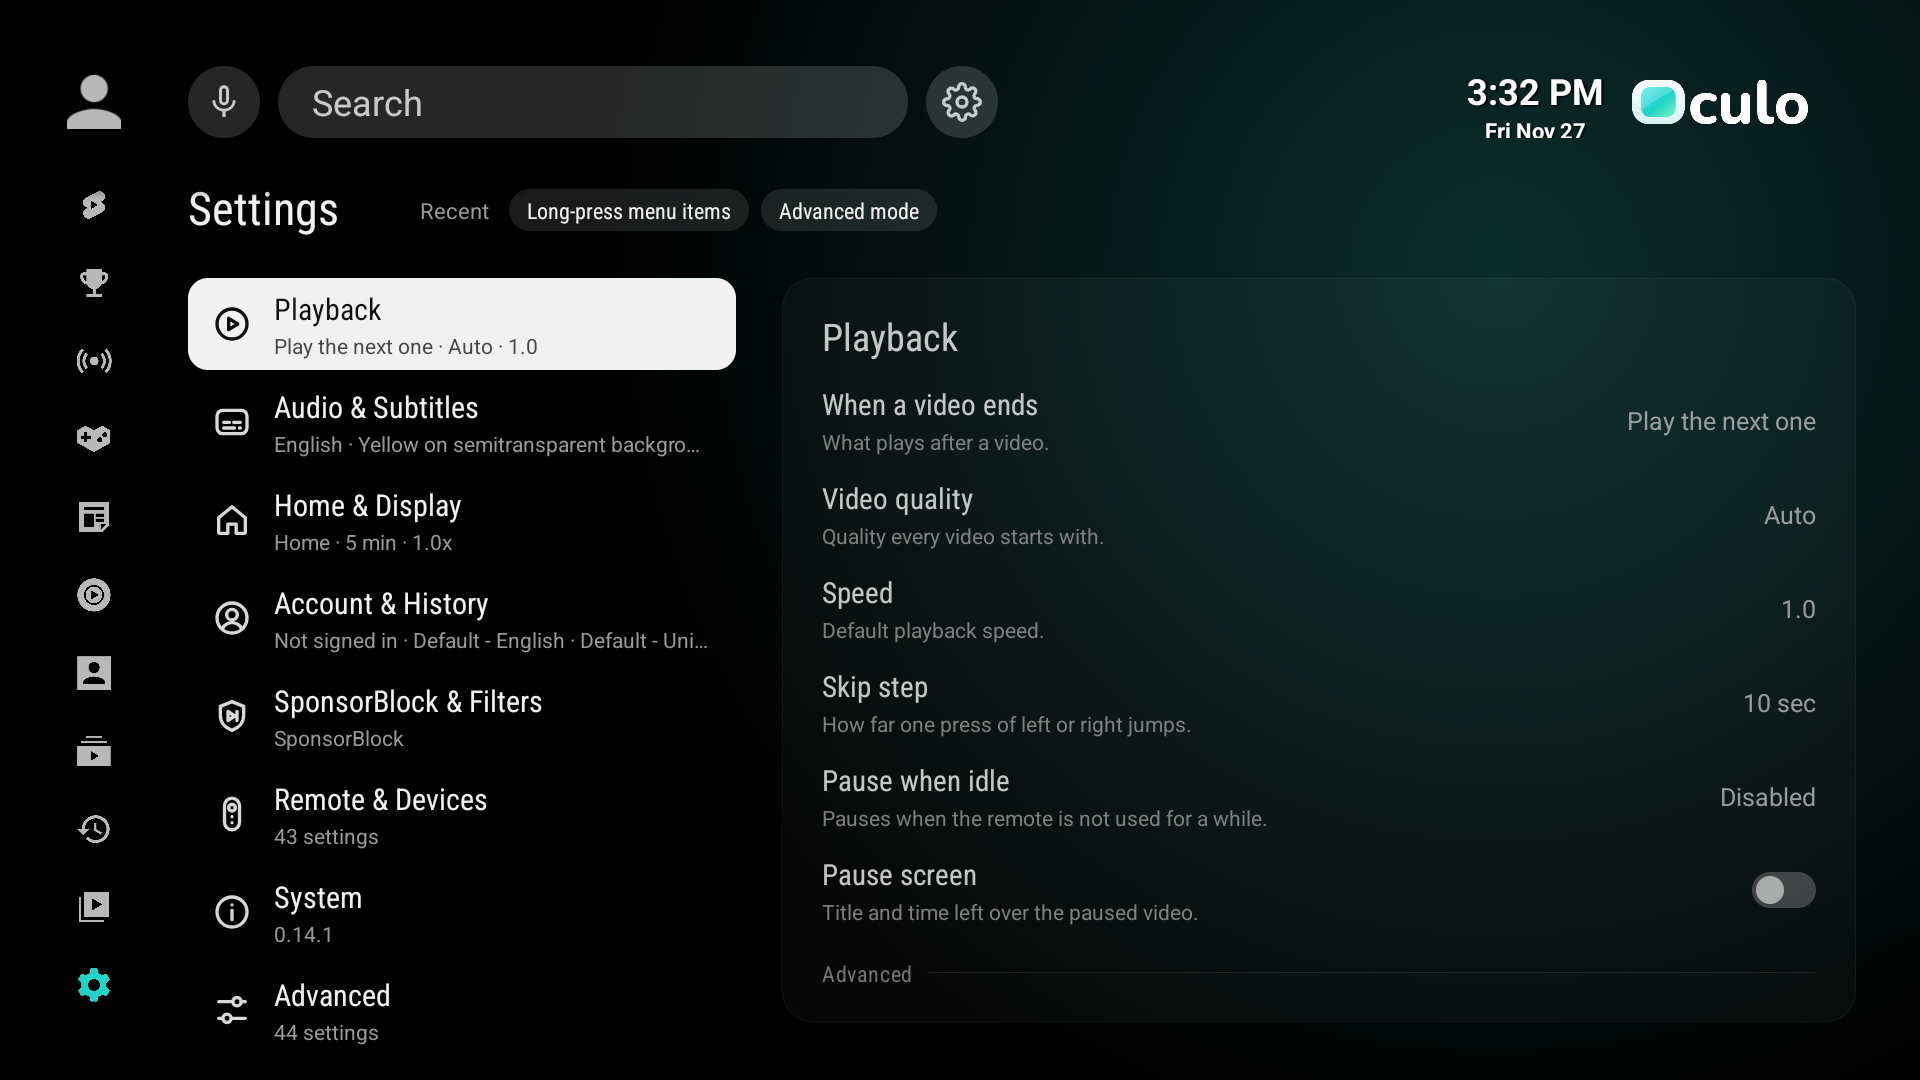 Search
3:32 PM
Fri Nov 27
Oculo
Settings
Recent
Long-press menu items
Advanced mode
Playback
Play the next one · Auto · 1.0
Audio & Subtitles
English · Yellow on semitransparent backgro...
Home & Display
Home · 5 min · 1.0x
Account & History
Not signed in · Default - English · Default - Uni...
SponsorBlock & Filters
SponsorBlock
Remote & Devices
43 settings
System
0.14.1
Advanced
44 settings
Playback
When a video ends
What plays after a video.
Play the next one
Video quality
Quality every video starts with.
Auto
Speed
Default playback speed.
1.0
Skip step
How far one press of left or right jumps.
10 sec
Pause when idle
Pauses when the remote is not used for a while.
Disabled
Pause screen
Title and time left over the paused video.
Advanced